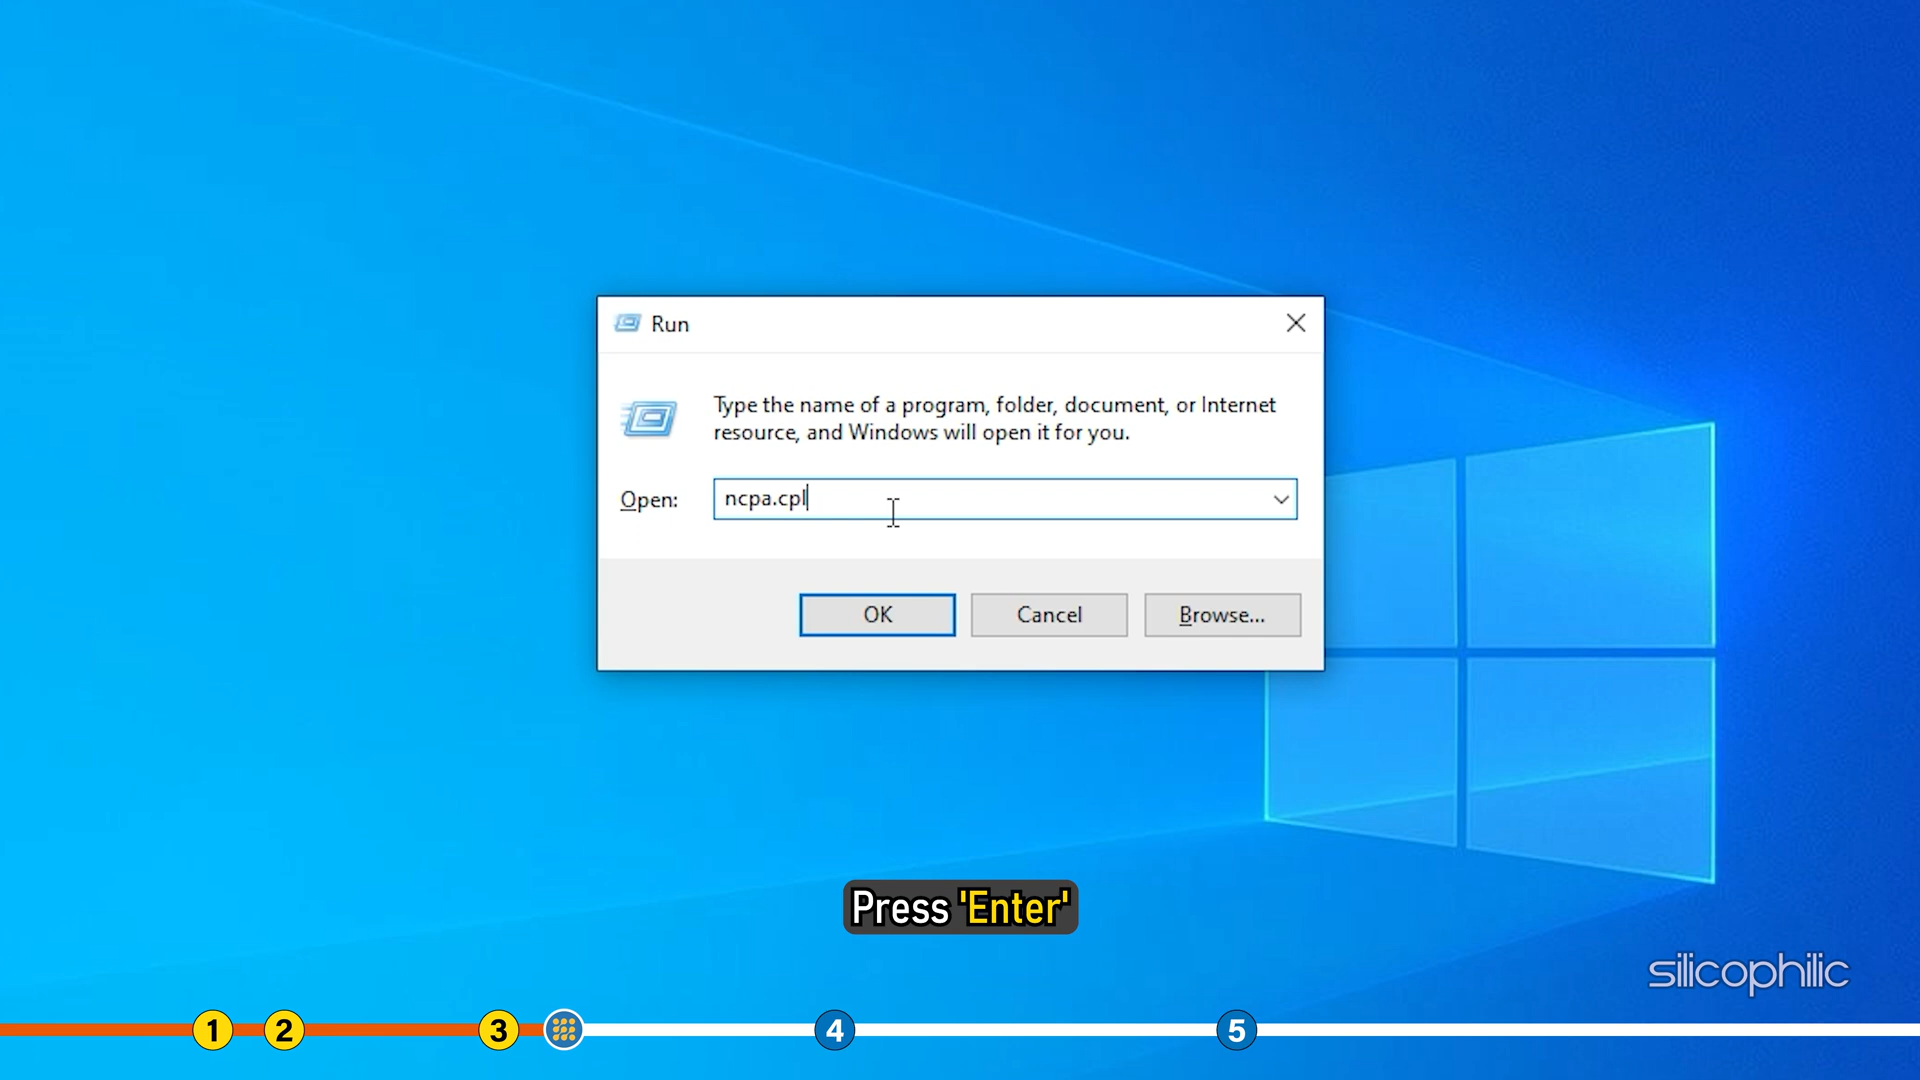 Run
Type the name of a program, folder, document, or Internet
resource, and Windows will open it for you.
Open:
ncpa.cpl
OK
Cancel
Browse...
Press 'Enter'
silicophilic
1
2
3
4
5